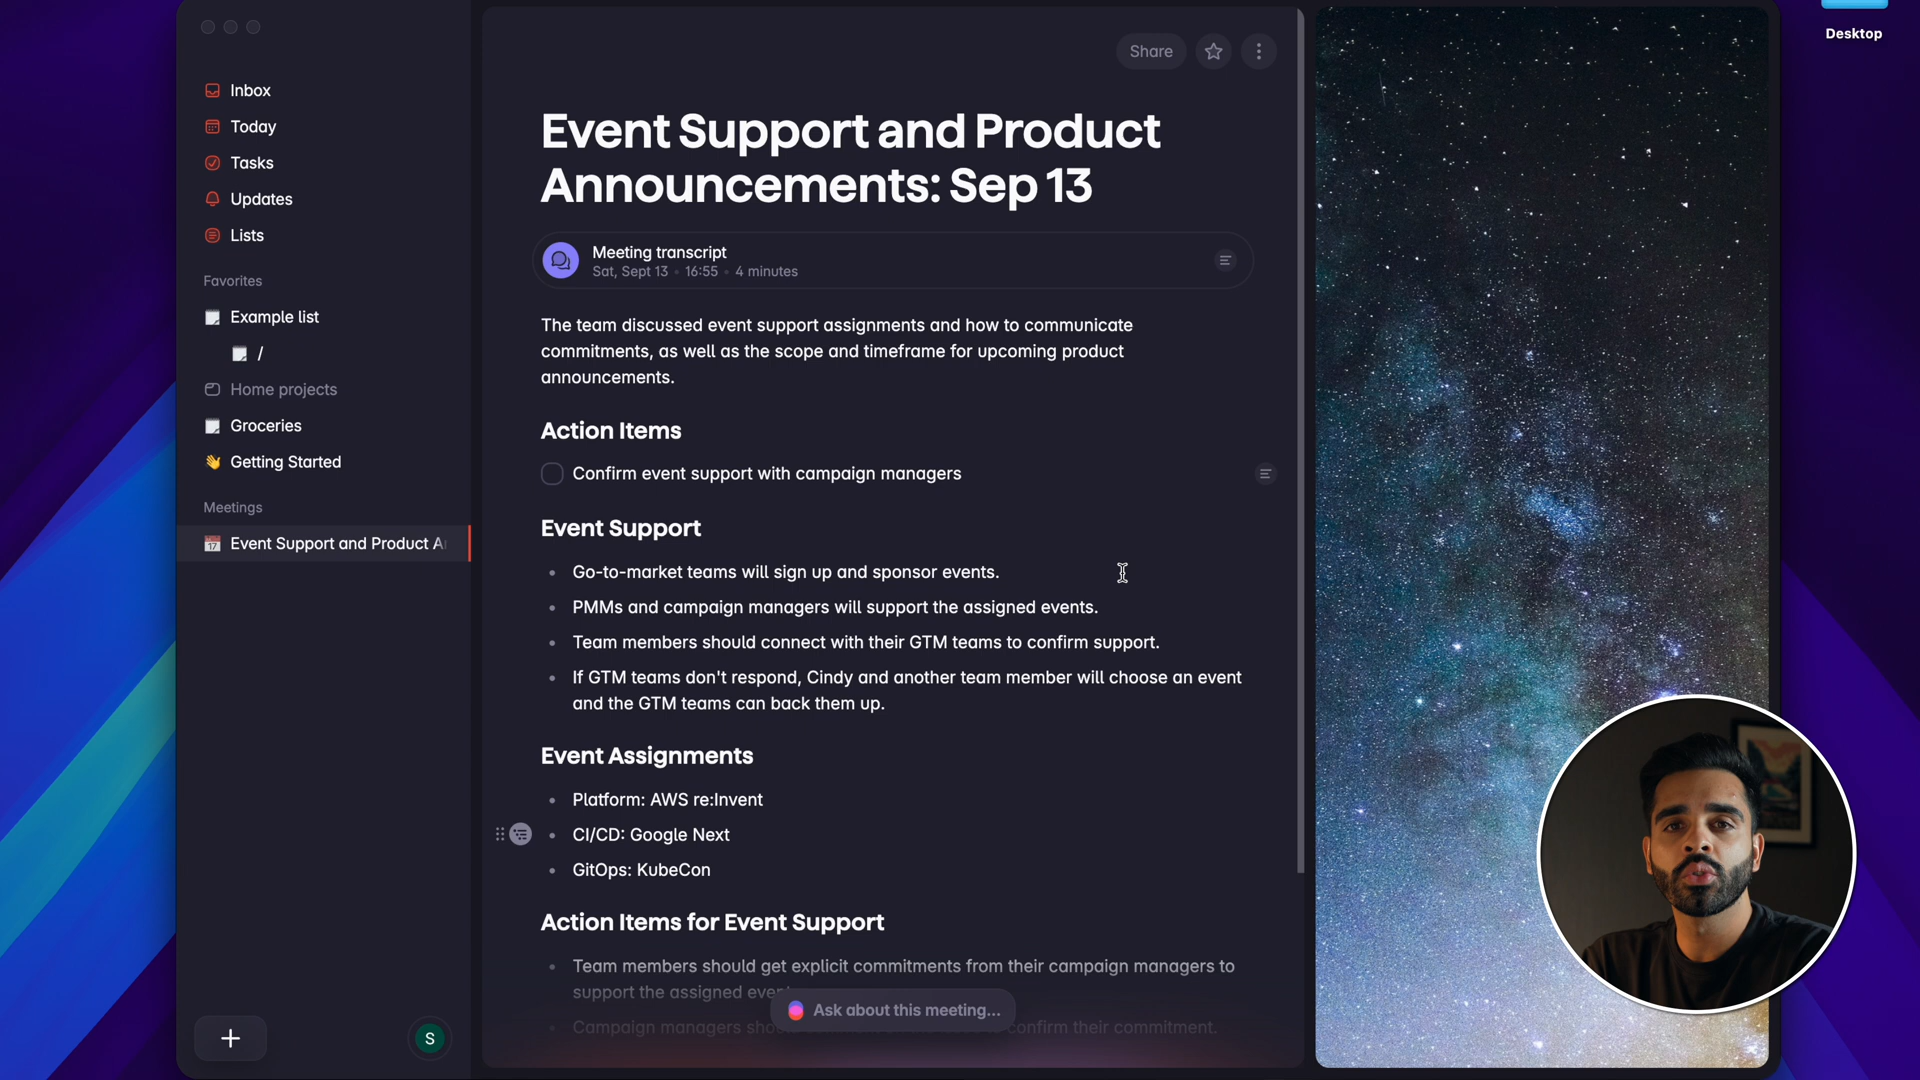 Desktop
Inbox
Today
Tasks
Updates
Lists
Favorites
Example list
/
Home projects
Groceries
Getting Started
Meetings
17
Event Support and Product A
S
Share
Event Support and Product
Announcements: Sep 13
Meeting transcript
Sat, Sept 13 • 16:55 • 4 minutes
The team discussed event support assignments and how to communicate
commitments, as well as the scope and timeframe for upcoming product
announcements.
Action Items
Confirm event support with campaign managers
Event Support
• Go-to-market teams will sign up and sponsor events.
• PMMs and campaign managers will support the assigned events.
• Team members should connect with their GTM teams to confirm support.
• If GTM teams don't respond, Cindy and another team member will choose an event
and the GTM teams can back them up.
Event Assignments
• Platform: AWS re:Invent
• CI/CD: Google Next
• GitOps: KubeCon
Action Items for Event Support
• Team members should get explicit commitments from their campaign managers to
support the assigned
Ask about this meeting...
• Campaign managers confirm their commitment.